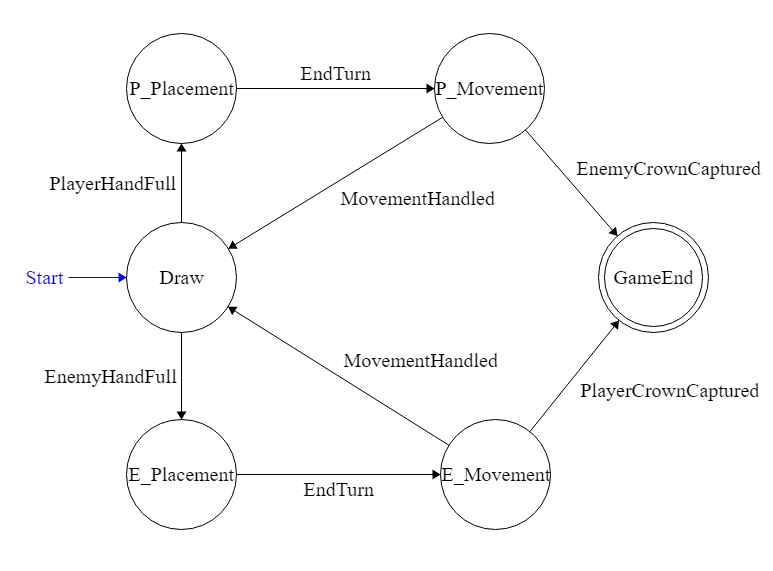 EndTurn
P_Placement
P_Movement
EnemyCrownCaptured
PlayerHandFull
MovementHandled
Start
Draw
GameEnd
MovementHandled
EnemyHandFull
PlayerCrownCaptured
E_Placement
E_Movement
EndTurn